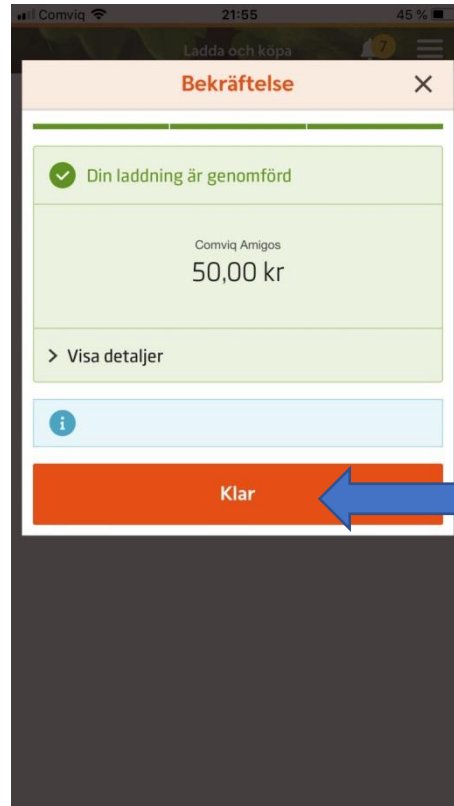 Comviq 21:55 45 %
Ladda och köpa 7
Bekräftelse
Din laddning är genomförd
Comviq Amigos
50,00 kr
> Visa detaljer
i
Klar